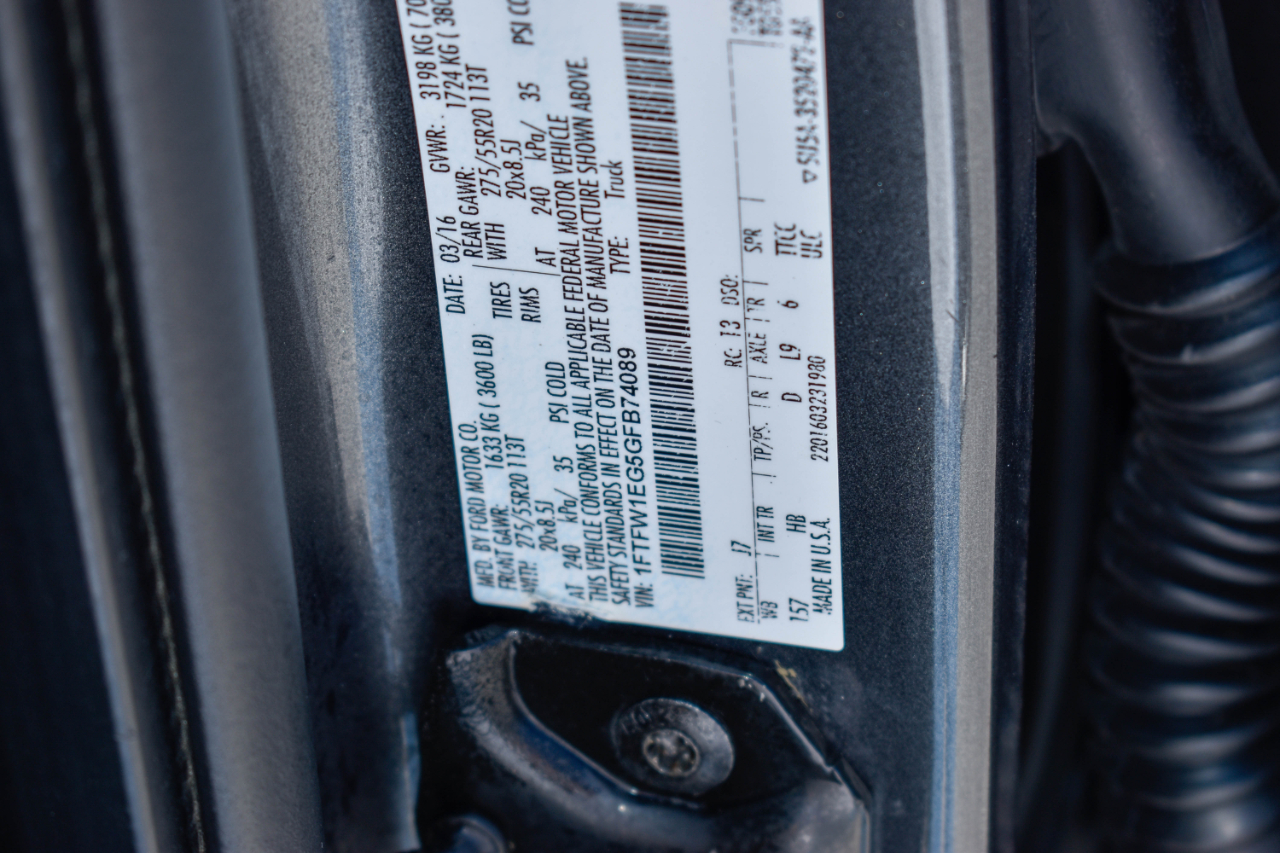 MFD. BY FORD MOTOR CO.
DATE: 03/16 GVWR: 3198 KG ( 70
FRONT GAWR: 1633 KG ( 3600 LB) REAR GAWR: 1724 KG ( 380
WITH: 275/55R20 113T TIRES WITH 275/55R20 113T
20x8.5J RIMS 20x8.5J
AT 240 kPa/ 35 PSI COLD AT 240 kPa/ 35 PSI CO
THIS VEHICLE CONFORMS TO ALL APPLICABLE FEDERAL MOTOR VEHICLE
SAFETY STANDARDS IN EFFECT ON THE DATE OF MANUFACTURE SHOWN ABOVE.
VIN: 1FTFW1EG5GFB74089 TYPE: Truck
EXT PNT: J7 RC: 13 DSO:
WB INT TR TP/PS R AXLE TR SPR
157 HB D L9 6 TTCC
ULC
MADE IN U.S.A. 2201603231980